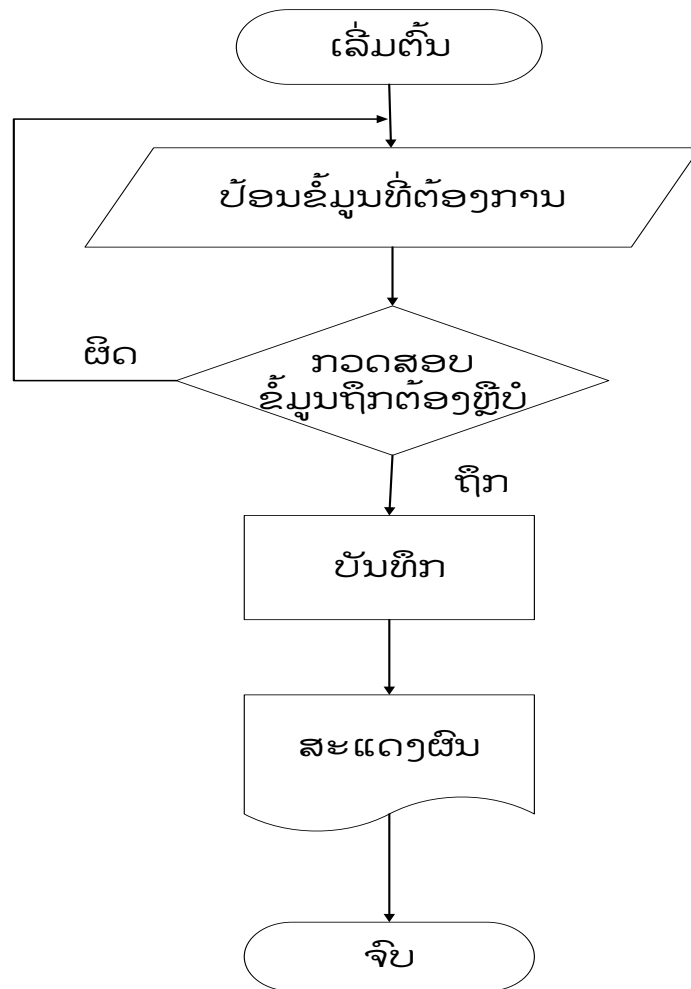 ເລີ່ມຕົ້ນ
ປ້ອນຂໍ້ມູນທີ່ຕ້ອງການ
ຜິດ
ກວດສອບ
ຂໍ້ມູນຖືກຕ້ອງຫຼືບໍ່
ຖືກ
ບັນທຶກ
ສະແດງຜົນ
ຈົບ